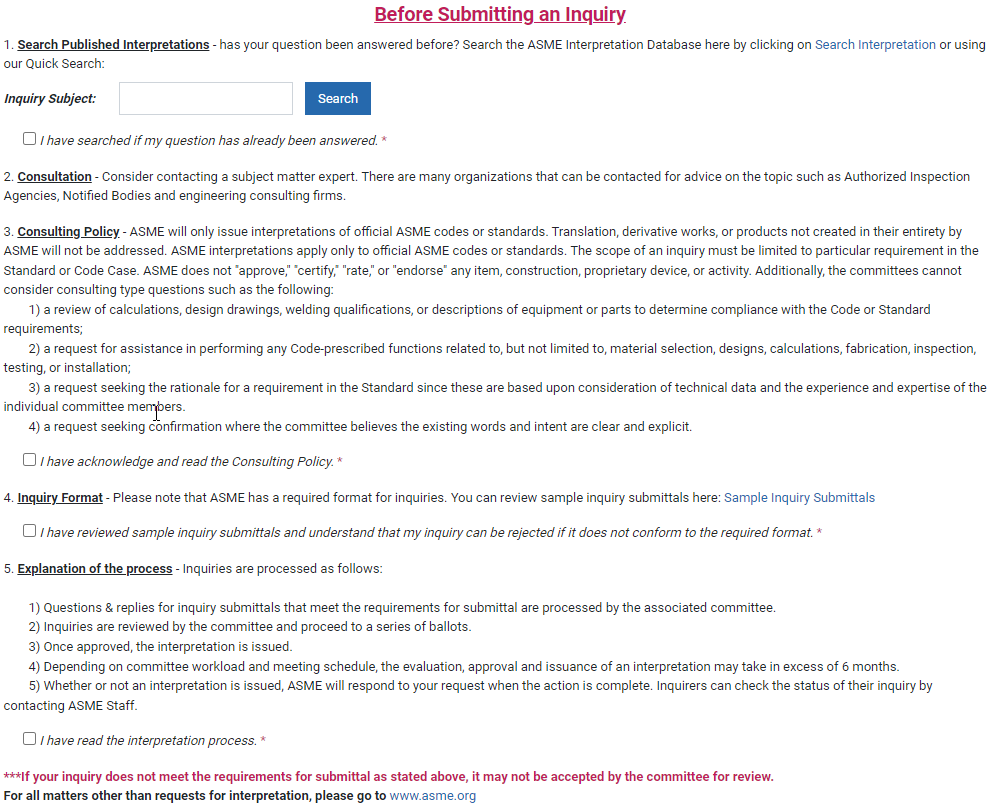 Before Submitting an Inquiry
1. Search Published Interpretations - has your question been answered before? Search the ASME Interpretation Database here by clicking on Search Interpretation or using
our Quick Search:
Inquiry Subject: Search
I have searched if my question has already been answered. *
2. Consultation - Consider contacting a subject matter expert. There are many organizations that can be contacted for advice on the topic such as Authorized Inspection
Agencies, Notified Bodies and engineering consulting firms.
3. Consulting Policy - ASME will only issue interpretations of official ASME codes or standards. Translation, derivative works, or products not created in their entirety by
ASME will not be addressed. ASME interpretations apply only to official ASME codes or standards. The scope of an inquiry must be limited to particular requirement in the
Standard or Code Case. ASME does not "approve," "certify," "rate," or "endorse" any item, construction, proprietary device, or activity. Additionally, the committees cannot
consider consulting type questions such as the following:
1) a review of calculations, design drawings, welding qualifications, or descriptions of equipment or parts to determine compliance with the Code or Standard
requirements;
2) a request for assistance in performing any Code-prescribed functions related to, but not limited to, material selection, designs, calculations, fabrication, inspection,
testing, or installation;
3) a request seeking the rationale for a requirement in the Standard since these are based upon consideration of technical data and the experience and expertise of the
individual committee members.
4) a request seeking confirmation where the committee believes the existing words and intent are clear and explicit.
I have acknowledge and read the Consulting Policy. *
4. Inquiry Format - Please note that ASME has a required format for inquiries. You can review sample inquiry submittals here: Sample Inquiry Submittals
I have reviewed sample inquiry submittals and understand that my inquiry can be rejected if it does not conform to the required format. *
5. Explanation of the process - Inquiries are processed as follows:
1) Questions & replies for inquiry submittals that meet the requirements for submittal are processed by the associated committee.
2) Inquiries are reviewed by the committee and proceed to a series of ballots.
3) Once approved, the interpretation is issued.
4) Depending on committee workload and meeting schedule, the evaluation, approval and issuance of an interpretation may take in excess of 6 months.
5) Whether or not an interpretation is issued, ASME will respond to your request when the action is complete. Inquirers can check the status of their inquiry by
contacting ASME Staff.
I have read the interpretation process. *
***If your inquiry does not meet the requirements for submittal as stated above, it may not be accepted by the committee for review.
For all matters other than requests for interpretation, please go to www.asme.org